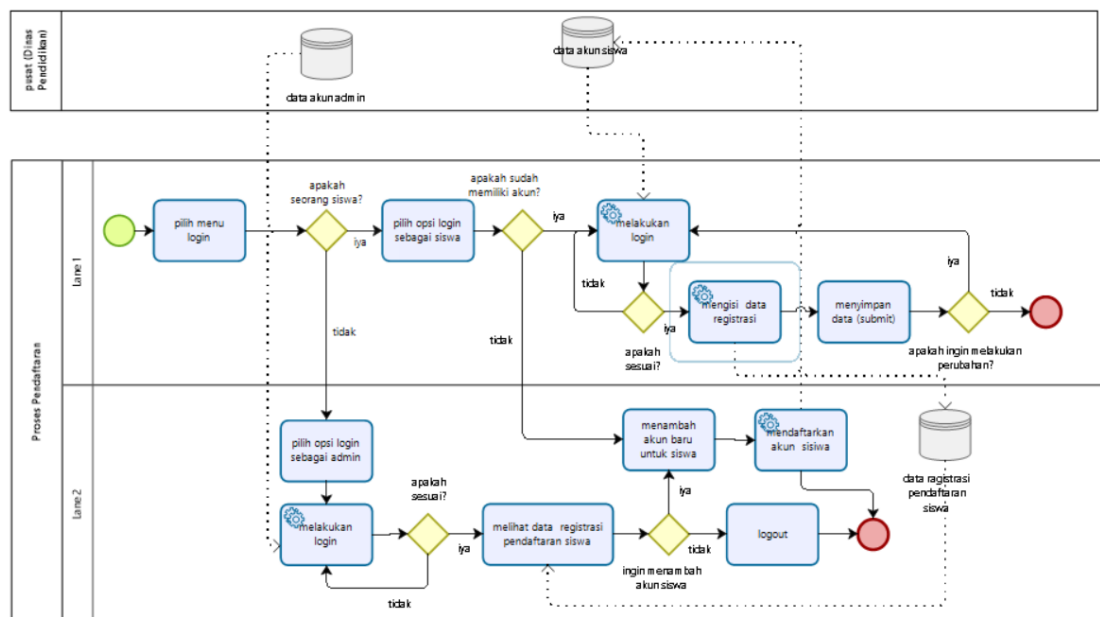 pusat (Dinas
Pendidikan)
data akun admin
data akun siswa
Proses Pendaftaran
Lane 1
pilih menu
login
apakah
seorang siswa?
iya
tidak
pilih opsi login
sebagai siswa
apakah sudah
memiliki akun?
iya
tidak
melakukan
login
tidak
apakah
sesuai?
iya
mengisi data
registrasi
menyimpan
data (submit)
iya
tidak
apakah ingin melakukan
perubahan?
Lane 2
pilih opsi login
sebagai admin
melakukan
login
apakah
sesuai?
iya
tidak
melihat data registrasi
pendaftaran siswa
ingin menambah
akun siswa
iya
tidak
menambah
akun baru
untuk siswa
mendaftarkan
akun sisiwa
logout
data ragistrasi
pendaftaran
siswa